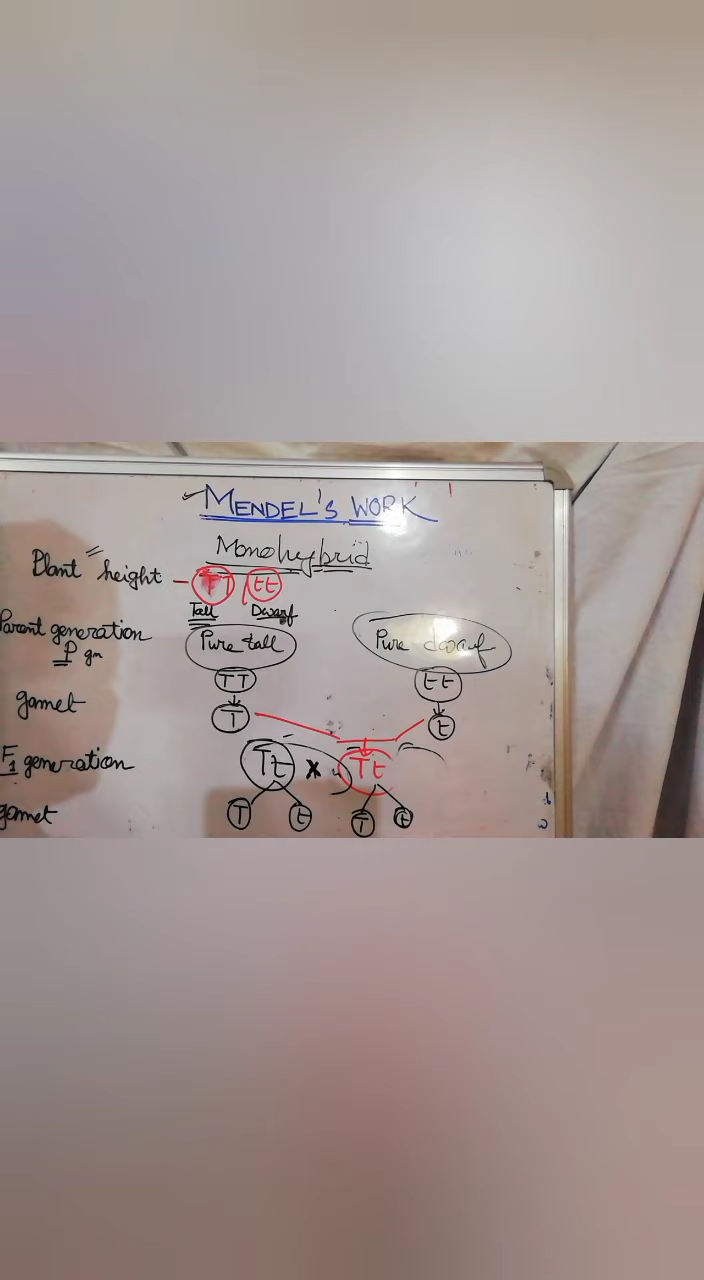 MENDEL'S WORK
Monohybrid
Plant height - TT tt
Tall Dwarf
Parent generation Pure tall Pure dwarf
P gn
TT tt
gamet T t
F1 generation Tt x Tt
gamet T t T t